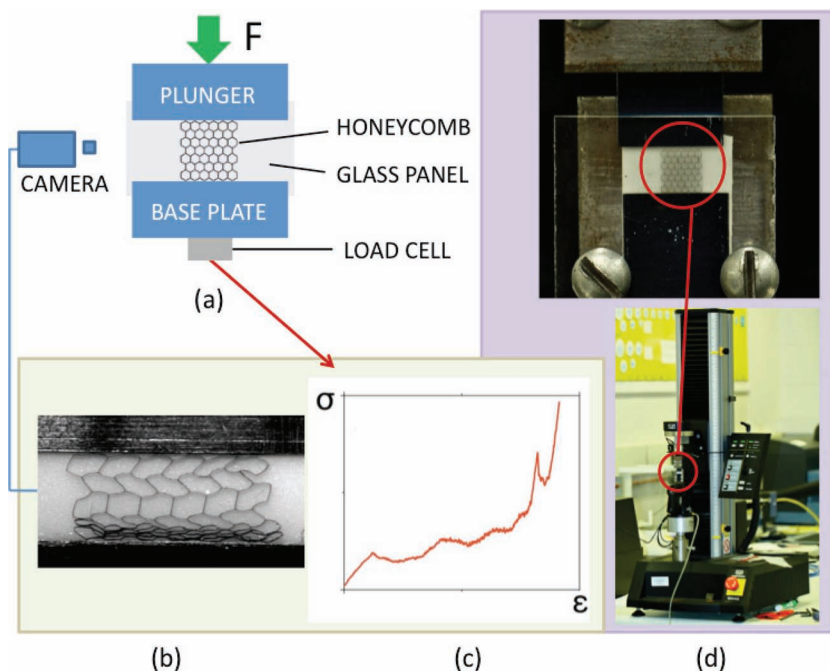 F
PLUNGER
HONEYCOMB
GLASS PANEL
CAMERA
BASE PLATE
LOAD CELL
(a)
σ
ε
(b)
(c)
(d)